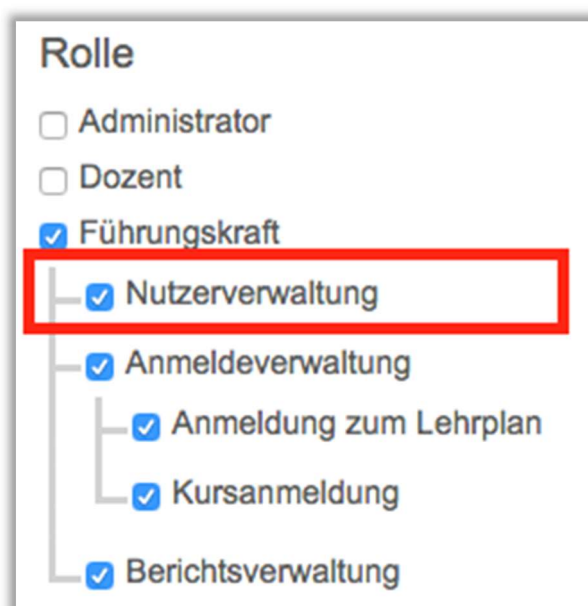 Rolle
Administrator
Dozent
Führungskraft
Nutzerverwaltung
Anmeldeverwaltung
Anmeldung zum Lehrplan
Kursanmeldung
Berichtsverwaltung